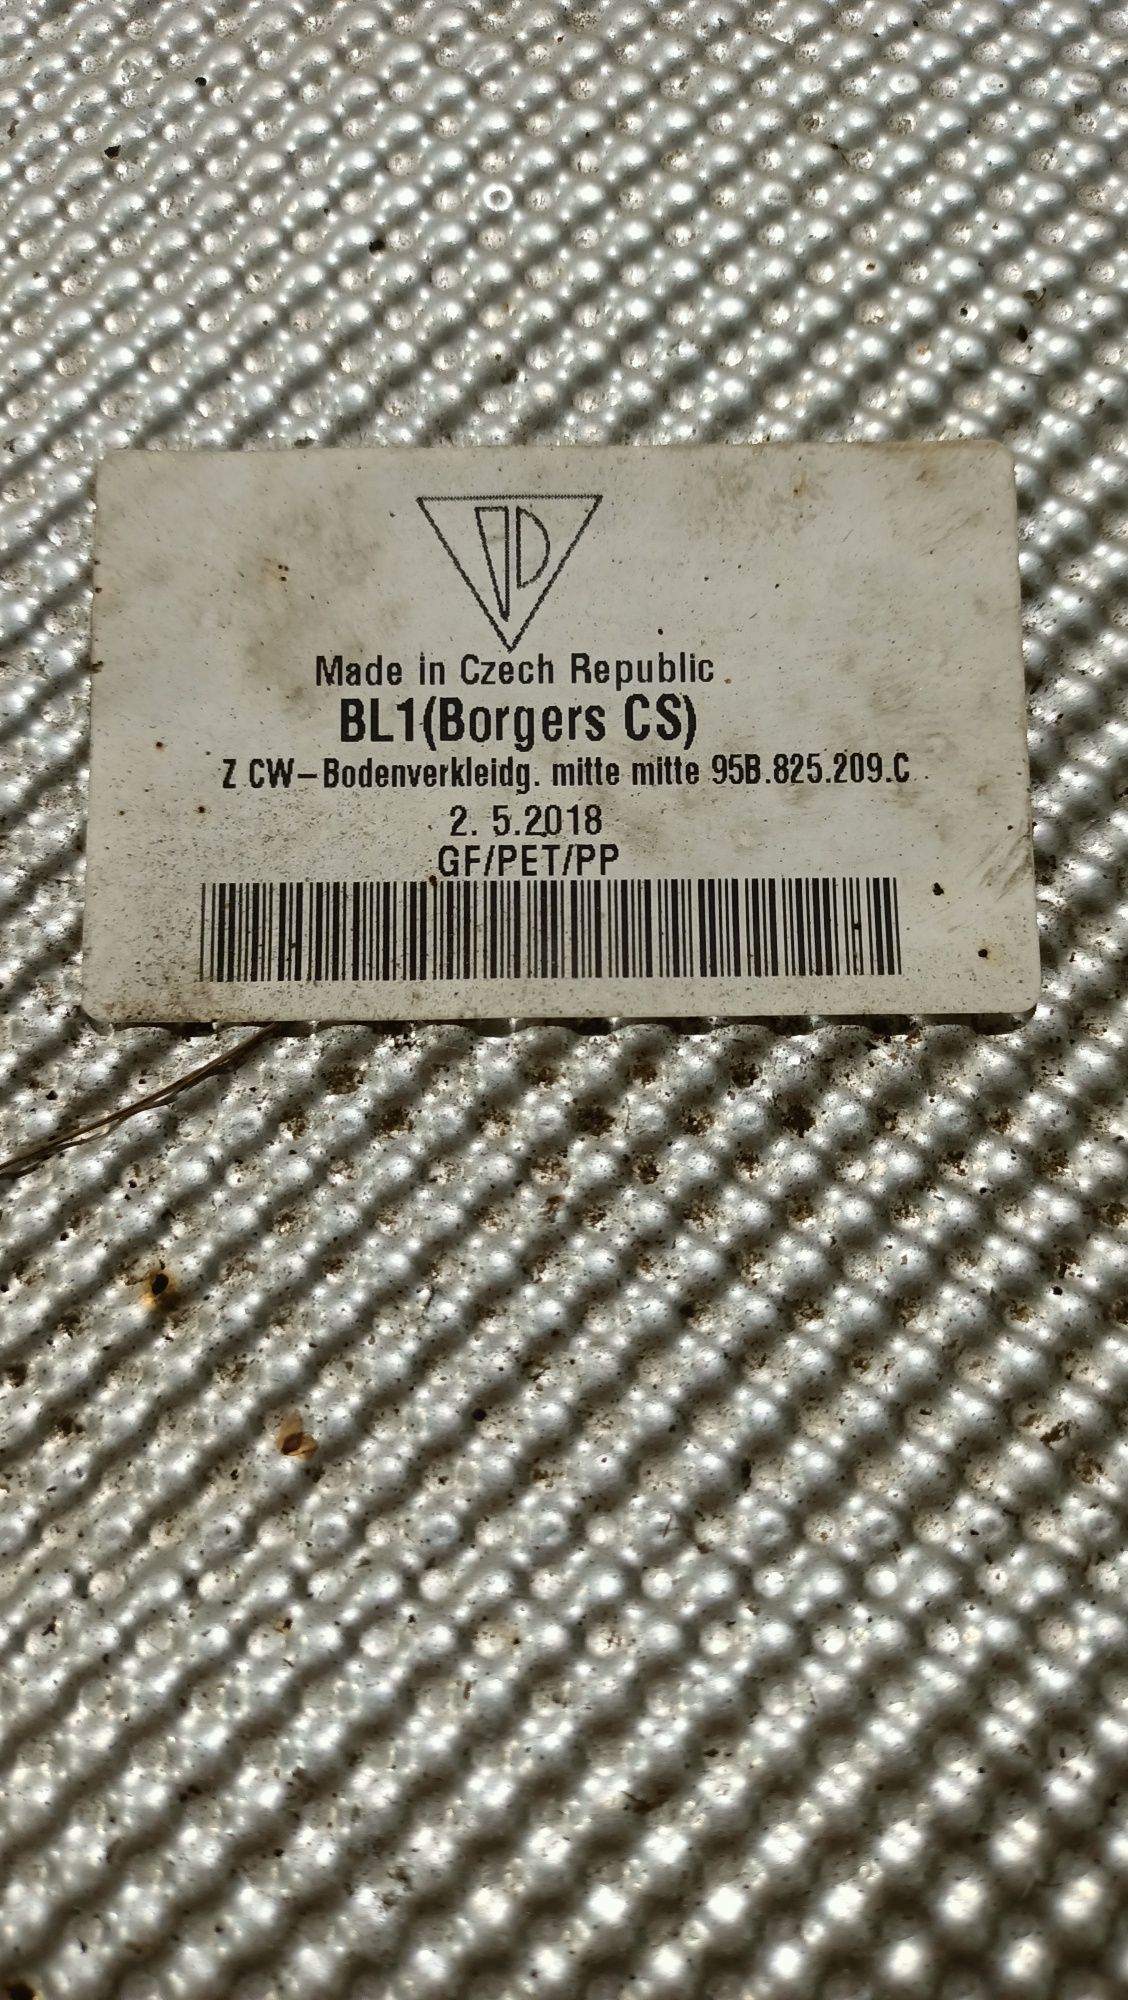 Made in Czech Republic
BL1(Borgers CS)
Z CW-Bodenverkleidg. mitte mitte 95B.825.209.C
2. 5.2018
GF/PET/PP